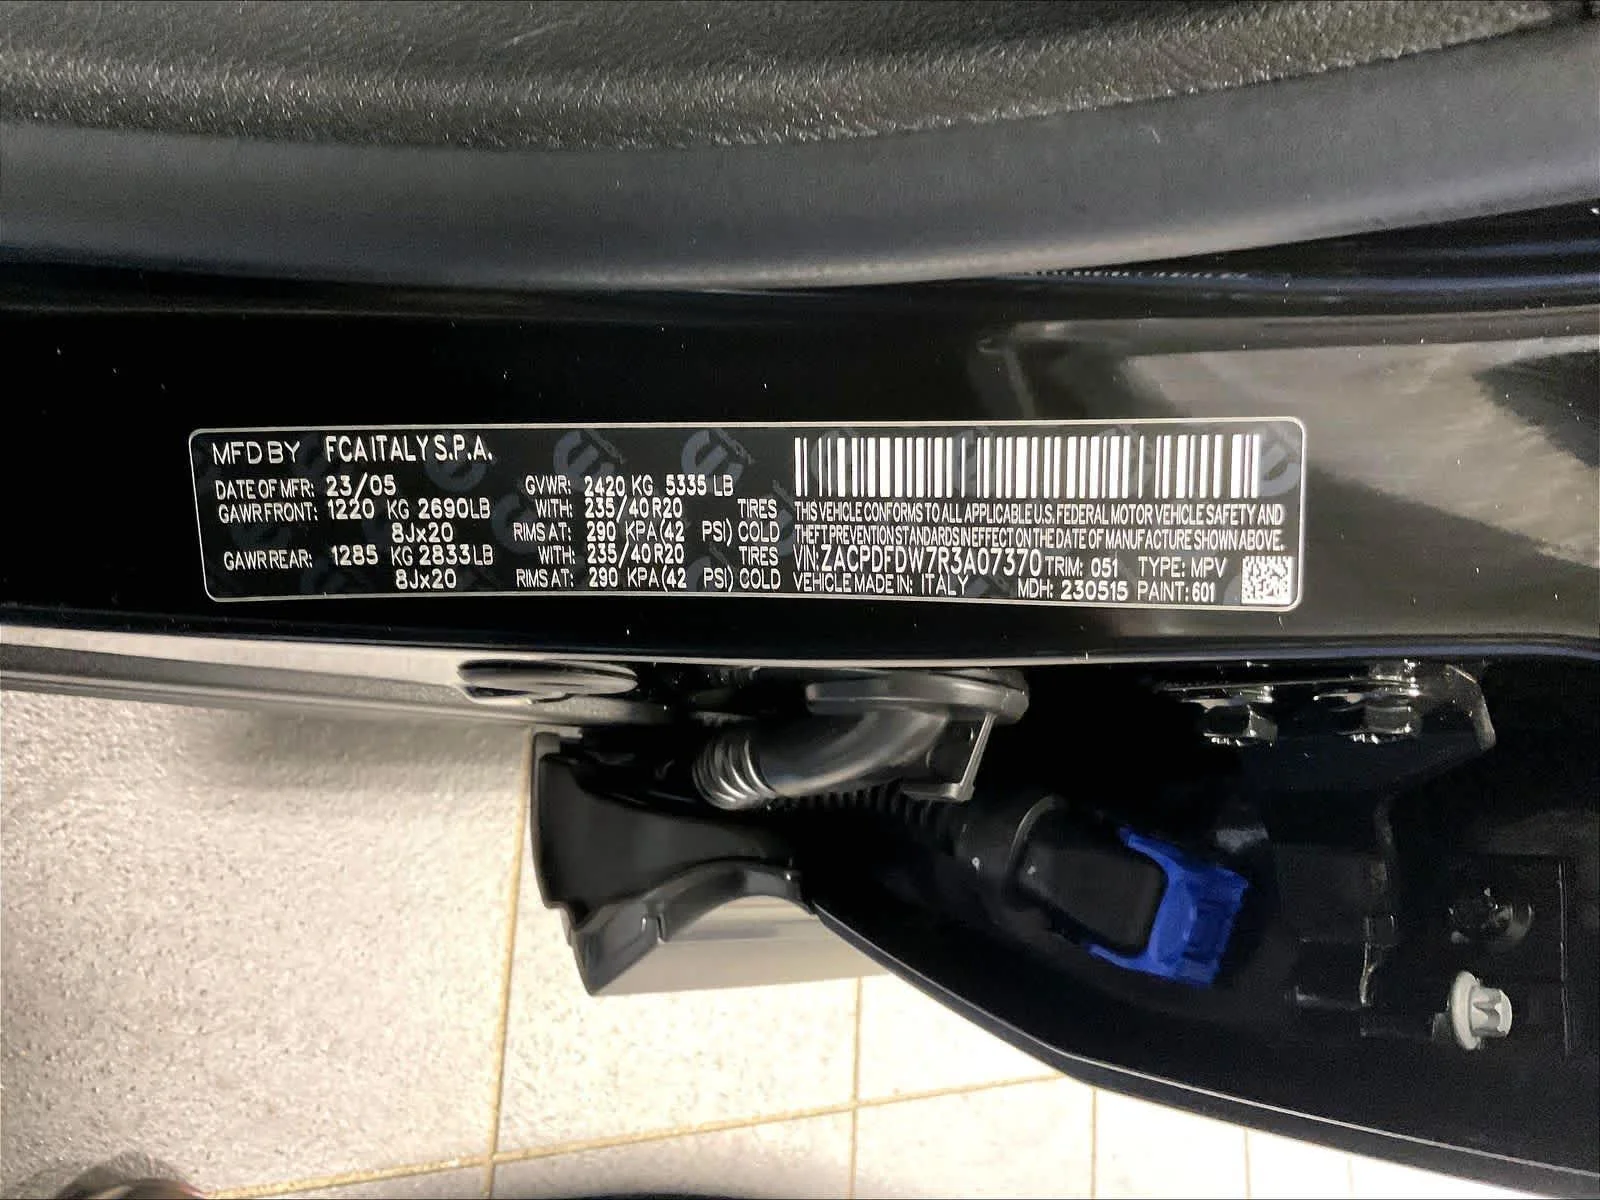 MFD BY FCA ITALY S.P.A.
DATE OF MFR: 23/05 GVWR: 2420 KG 5335 LB
GAWR FRONT: 1220 KG 2690LB WITH: 235/40R20 TIRES
8Jx20 RIMS AT: 290 KPA(42 PSI) COLD
GAWR REAR: 1285 KG 2833LB WITH: 235/40R20 TIRES
8Jx20 RIMS AT: 290 KPA(42 PSI) COLD
THIS VEHICLE CONFORMS TO ALL APPLICABLE U.S. FEDERAL MOTOR VEHICLE SAFETY AND
THEFT PREVENTION STANDARDS IN EFFECT ON THE DATE OF MANUFACTURE SHOWN ABOVE.
VIN: ZACPDFDW7R3A07370 TRIM: 051 TYPE: MPV
VEHICLE MADE IN: ITALY MDH: 230515 PAINT: 601